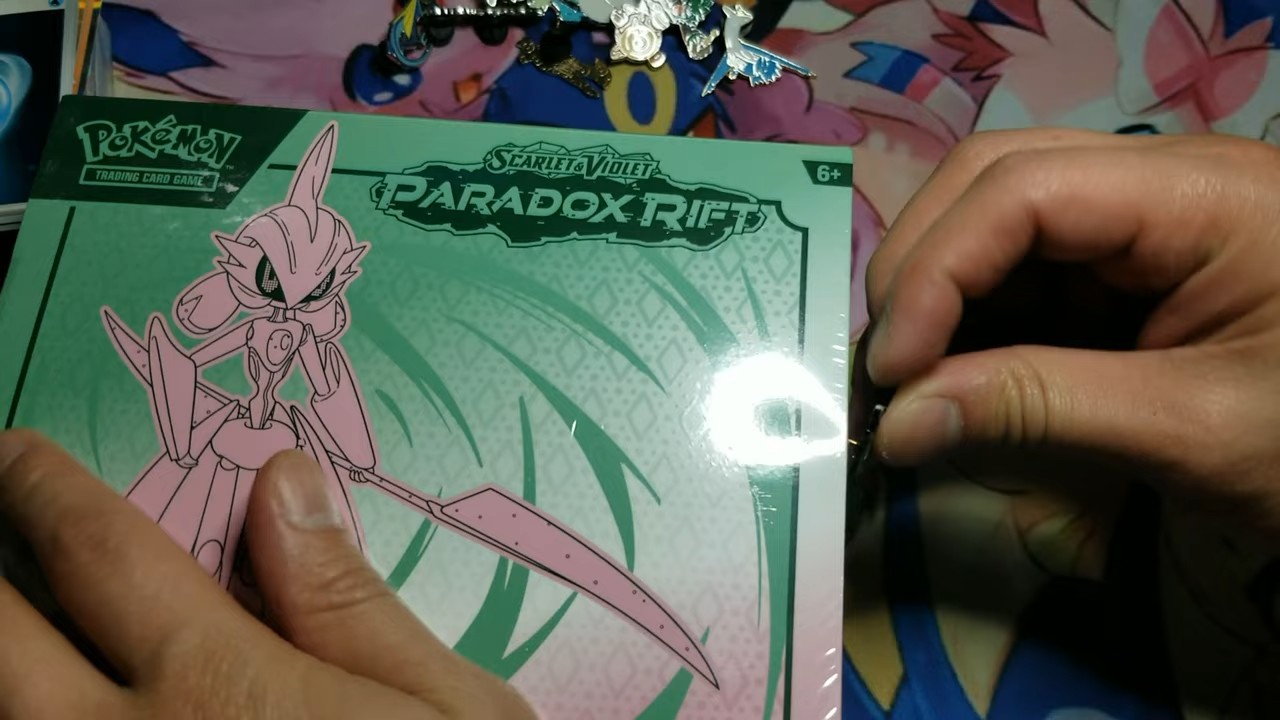 POKéMON
TRADING CARD GAME
SCARLET & VIOLET
PARADOX RIFT
6+